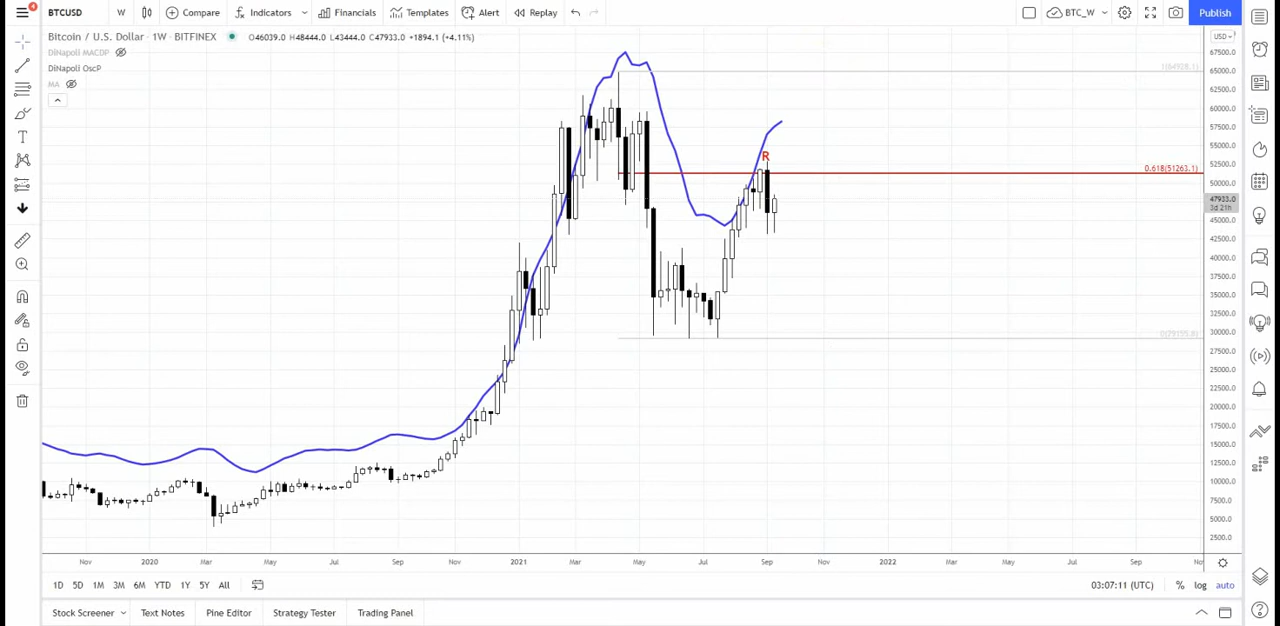 4
BTCUSD W Compare Indicators Financials Templates Alert Replay BTC_W Publish
Bitcoin / U.S. Dollar · 1W · BITFINEX O46039.0 H48444.0 L43444.0 C47933.0 +1894.1 (+4.11%)
USD
DiNapoli MACDP
DiNapoli OscP
MA
67500.0
1(64928.1)
65000.0
62500.0
60000.0
57500.0
55000.0
R
52500.0
0.618(51263.1)
50000.0
47933.0
3d 21h
45000.0
42500.0
40000.0
37500.0
35000.0
32500.0
30000.0
27500.0
25000.0
22500.0
20000.0
17500.0
15000.0
12500.0
10000.0
7500.0
5000.0
2500.0
Nov 2020 Mar May Jul Sep Nov 2021 Mar May Jul Sep Nov 2022 Mar May Jul Sep
1D 5D 1M 3M 6M YTD 1Y 5Y All 03:07:11 (UTC) % log auto
Stock Screener Text Notes Pine Editor Strategy Tester Trading Panel